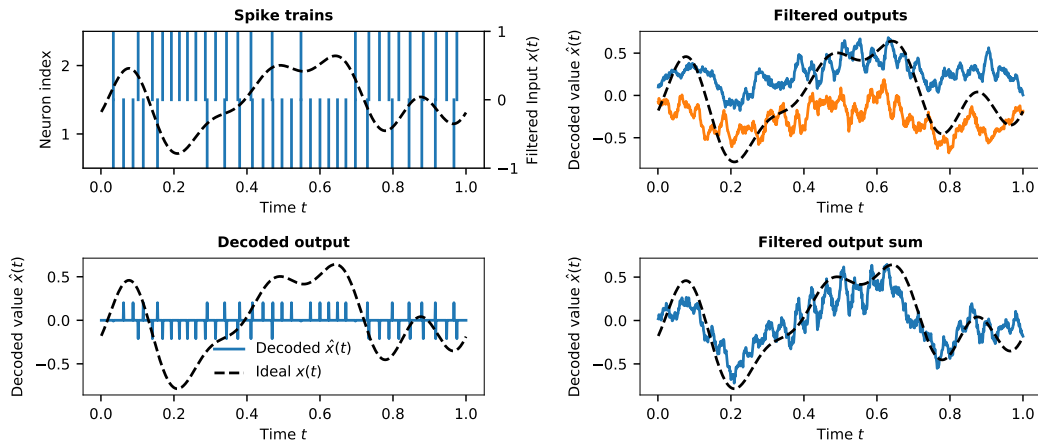 Spike trains
Neuron index
2
1
1
0
−1
Filtered Input x(t)
0.0 0.2 0.4 0.6 0.8 1.0
Time t
Filtered outputs
Decoded value x̂(t)
0.5
0.0
−0.5
0.0 0.2 0.4 0.6 0.8 1.0
Time t
Decoded output
Decoded value x̂(t)
0.5
0.0
−0.5
Decoded x̂(t)
Ideal x(t)
0.0 0.2 0.4 0.6 0.8 1.0
Time t
Filtered output sum
Decoded value x̂(t)
0.5
0.0
−0.5
0.0 0.2 0.4 0.6 0.8 1.0
Time t